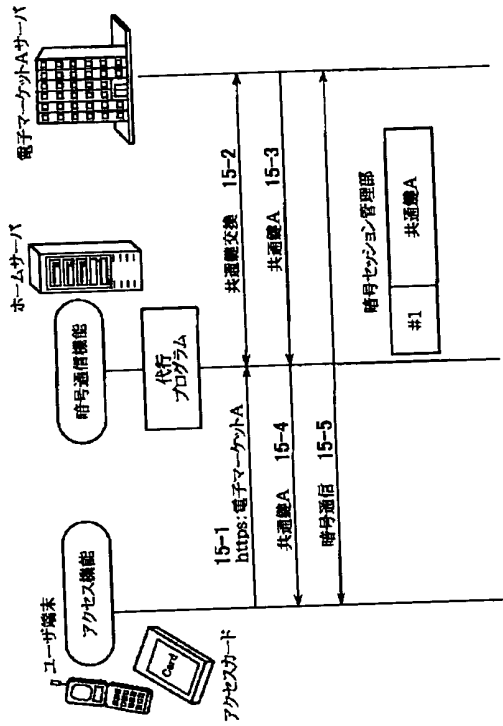 ユーザ端末
アクセス機能
Card
アクセスカード
ホームサーバ
暗号通信機能
代行
プログラム
電子マーケットAサーバ
15-1
https:電子マーケットA
共通鍵交換 15-2
共通鍵A 15-3
共通鍵A 15-4
暗号通信 15-5
暗号セッション管理部
#1
共通鍵A